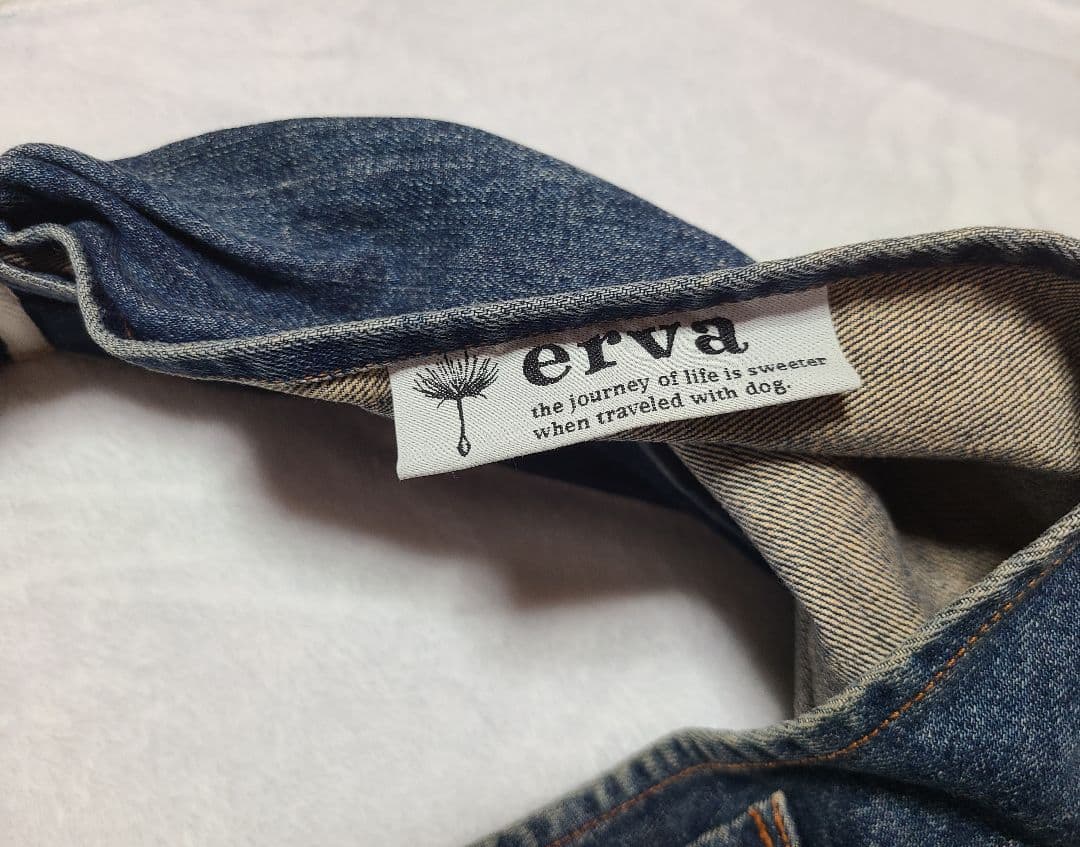 erva
the journey of life is sweeter
when traveled with dog.